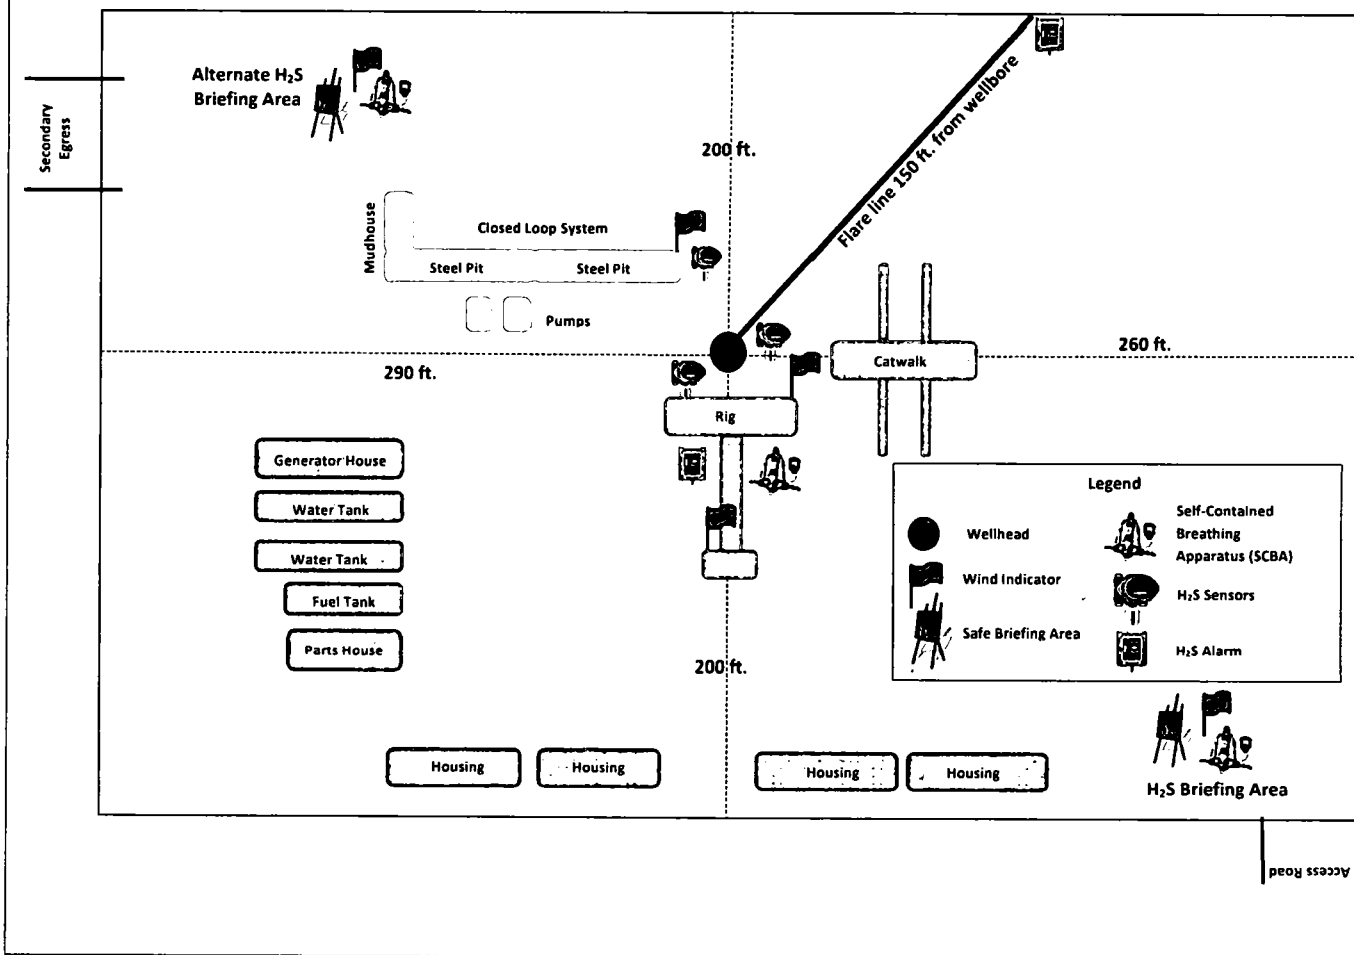 Alternate H₂S
Briefing Area
Secondary
Egress
200 ft.
Flare line 150 ft. from wellbore
Mudhouse
Closed Loop System
Steel Pit
Steel Pit
Pumps
290 ft.
260 ft.
Catwalk
Rig
Generator House
Water Tank
Water Tank
Fuel Tank
Parts House
Legend
Wellhead
Wind Indicator
Safe Briefing Area
Self-Contained
Breathing
Apparatus (SCBA)
H₂S Sensors
H₂S Alarm
200 ft.
Housing
Housing
Housing
Housing
H₂S Briefing Area
Access Road